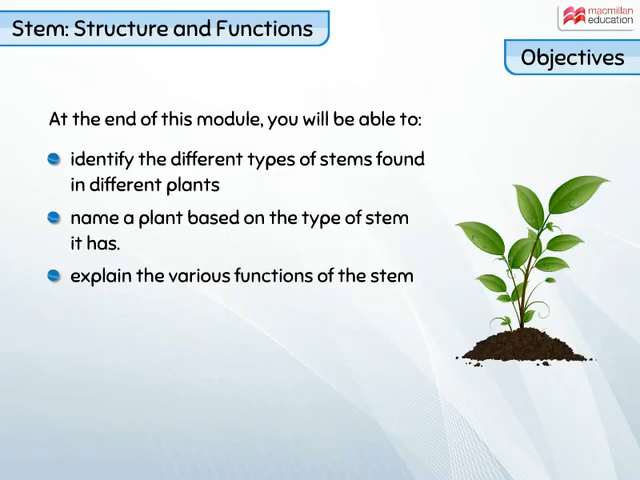 Stem: Structure and Functions
macmillan
education
Objectives
At the end of this module, you will be able to:
identify the different types of stems found
in different plants
name a plant based on the type of stem
it has.
explain the various functions of the stem